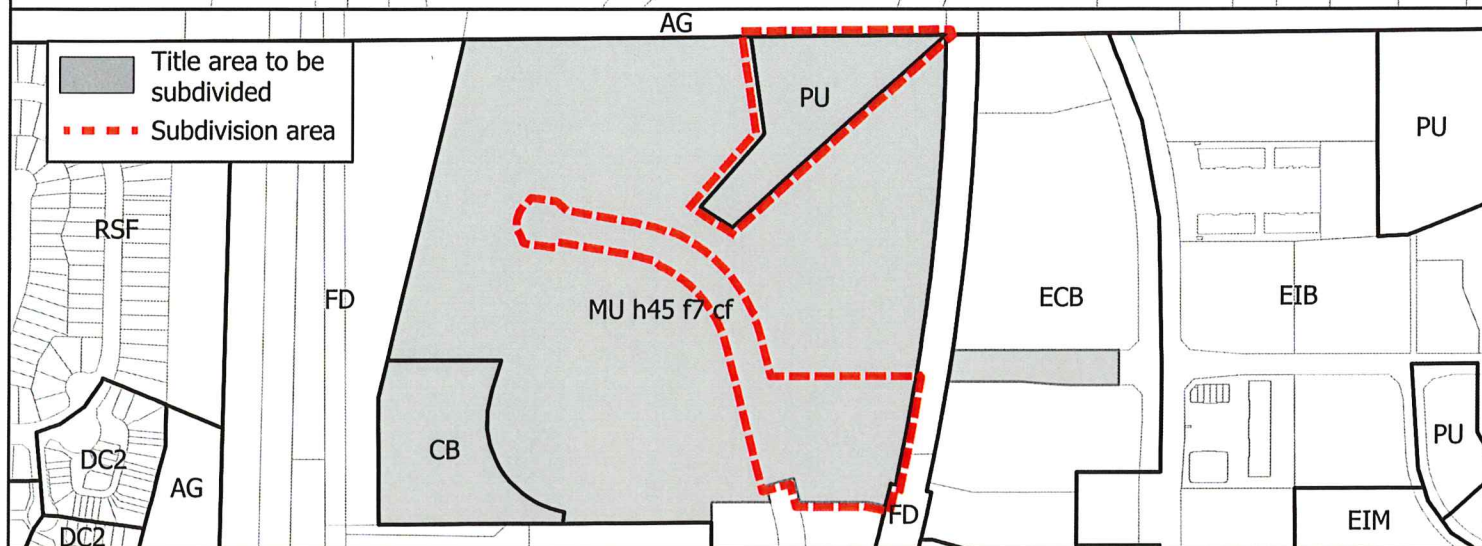 AG
Title area to be
subdivided
Subdivision area
PU
PU
RSF
FD
MU h45 f7 cf
ECB
EIB
CB
DC2
AG
PU
FD
EIM
DC2